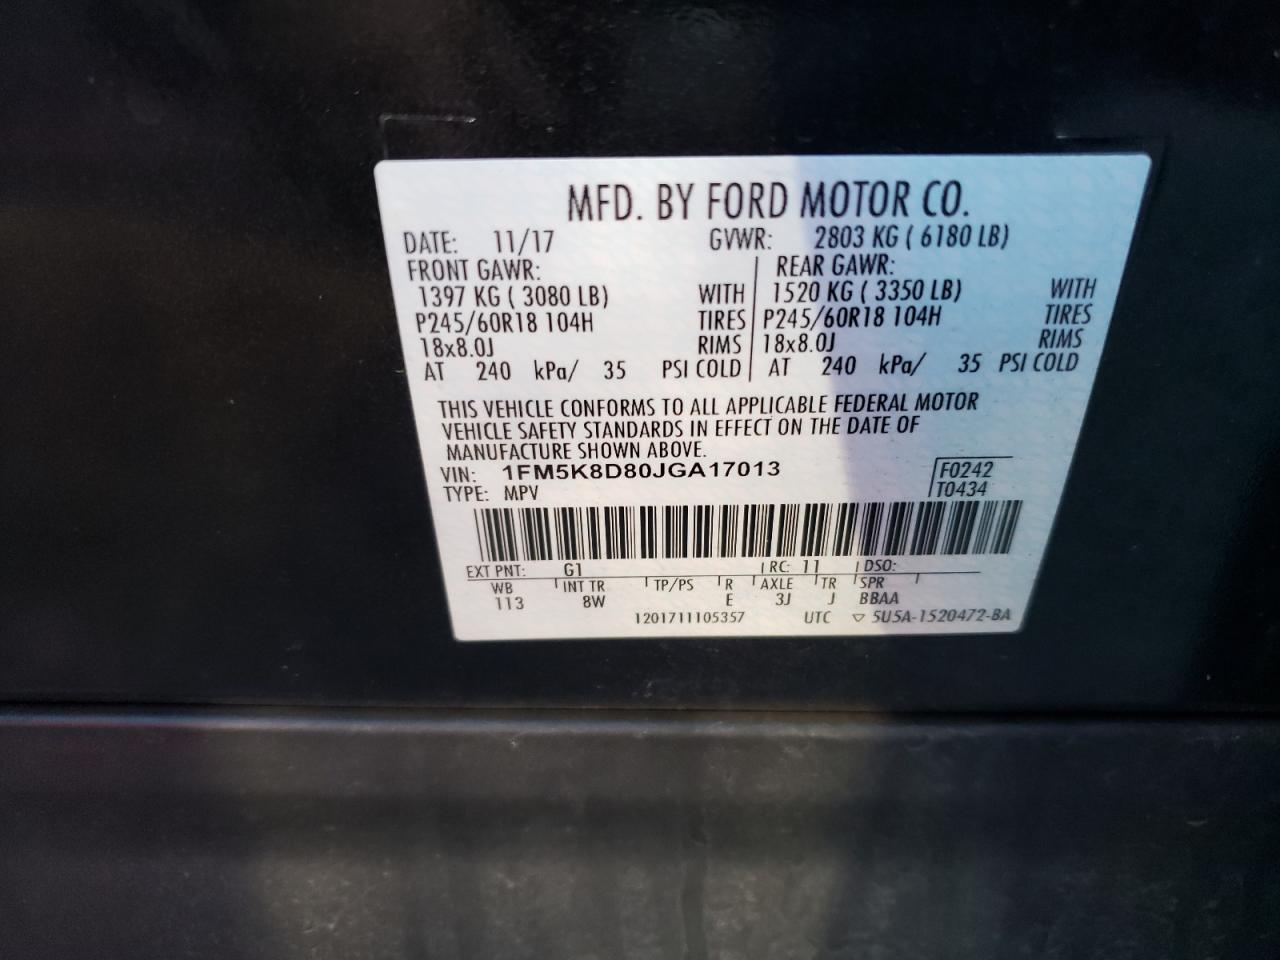 MFD. BY FORD MOTOR CO.
DATE: 11/17 GVWR: 2803 KG ( 6180 LB)
FRONT GAWR: REAR GAWR:
1397 KG ( 3080 LB) WITH 1520 KG ( 3350 LB) WITH
P245/60R18 104H TIRES P245/60R18 104H TIRES
18x8.0J RIMS 18x8.0J RIMS
AT 240 kPa/ 35 PSI COLD AT 240 kPa/ 35 PSI COLD
THIS VEHICLE CONFORMS TO ALL APPLICABLE FEDERAL MOTOR
VEHICLE SAFETY STANDARDS IN EFFECT ON THE DATE OF
MANUFACTURE SHOWN ABOVE.
VIN: 1FM5K8D80JGA17013 F0242
TYPE: MPV T0434
EXT PNT: G1 RC: 11 DSO:
WB INT TR TP/PS R AXLE TR SPR
113 8W E 3J J BBAA
1201711105357 UTC ▽ 5U5A-1520472-BA